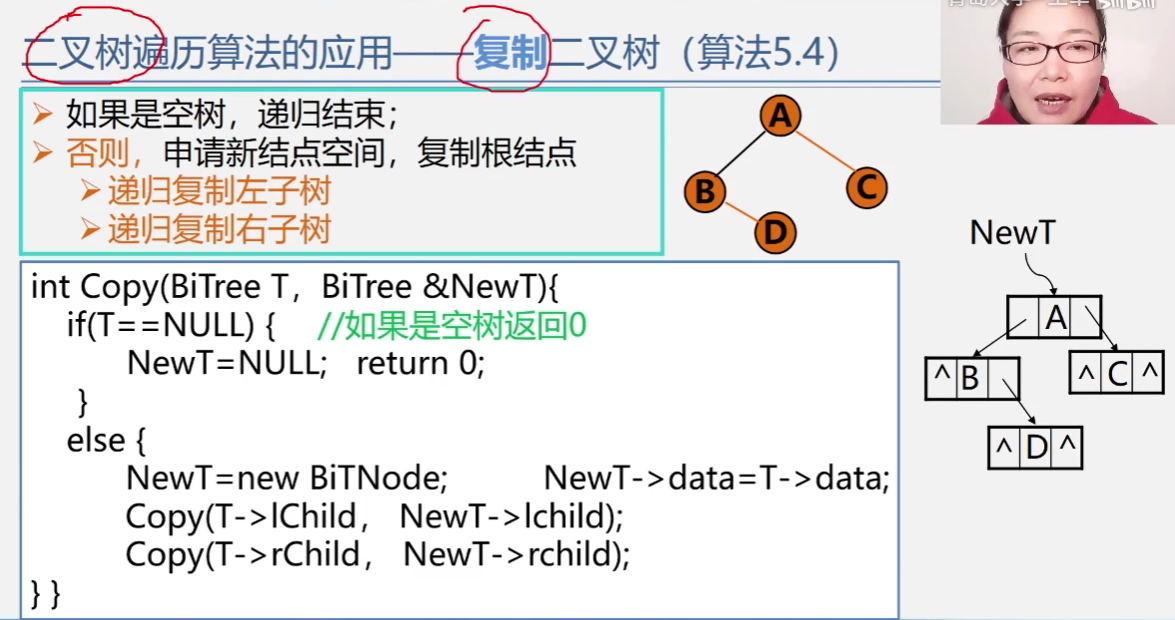 二叉树遍历算法的应用——复制二叉树（算法5.4）
如果是空树，递归结束；
否则，申请新结点空间，复制根结点
递归复制左子树
递归复制右子树
A
B
C
D
NewT
A
^ B
^ C ^
^ D ^
int Copy(BiTree T, BiTree &NewT){
if(T==NULL) { //如果是空树返回0
NewT=NULL; return 0;
}
else {
NewT=new BiTNode; NewT->data=T->data;
Copy(T->lChild, NewT->lchild);
Copy(T->rChild, NewT->rchild);
} }